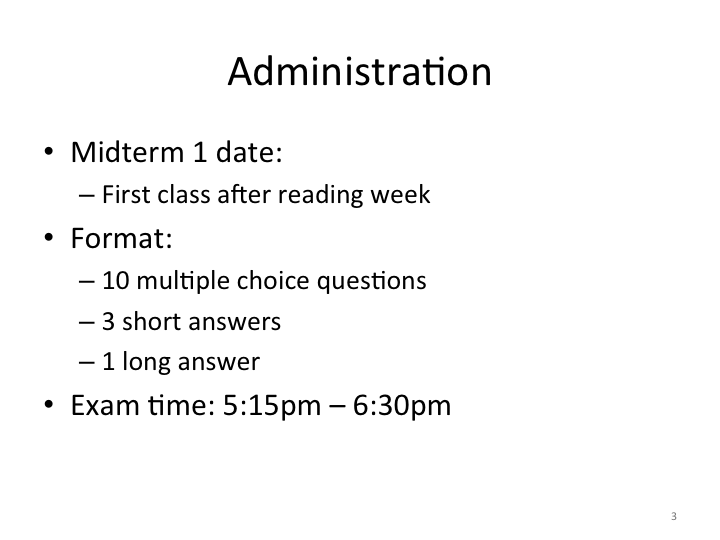 Administration
• Midterm 1 date:
– First class after reading week
• Format:
– 10 multiple choice questions
– 3 short answers
– 1 long answer
• Exam time: 5:15pm – 6:30pm
3